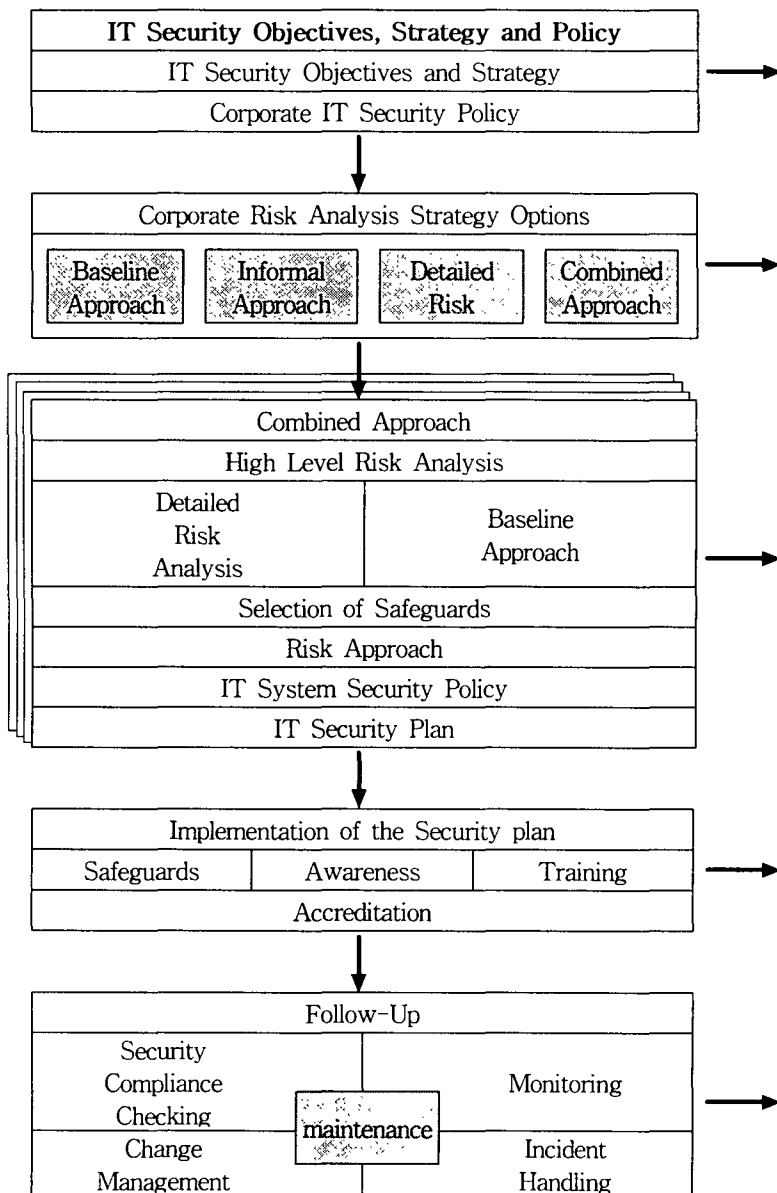 IT Security Objectives, Strategy and Policy
IT Security Objectives and Strategy
Corporate IT Security Policy
Corporate Risk Analysis Strategy Options
Baseline
Approach
Informal
Approach
Detailed
Risk
Combined
Approach
Combined Approach
High Level Risk Analysis
Detailed
Risk
Analysis
Baseline
Approach
Selection of Safeguards
Risk Approach
IT System Security Policy
IT Security Plan
Implementation of the Security plan
Safeguards
Awareness
Training
Accreditation
Follow-Up
Security
Compliance
Checking
Monitoring
maintenance
Change
Management
Incident
Handling